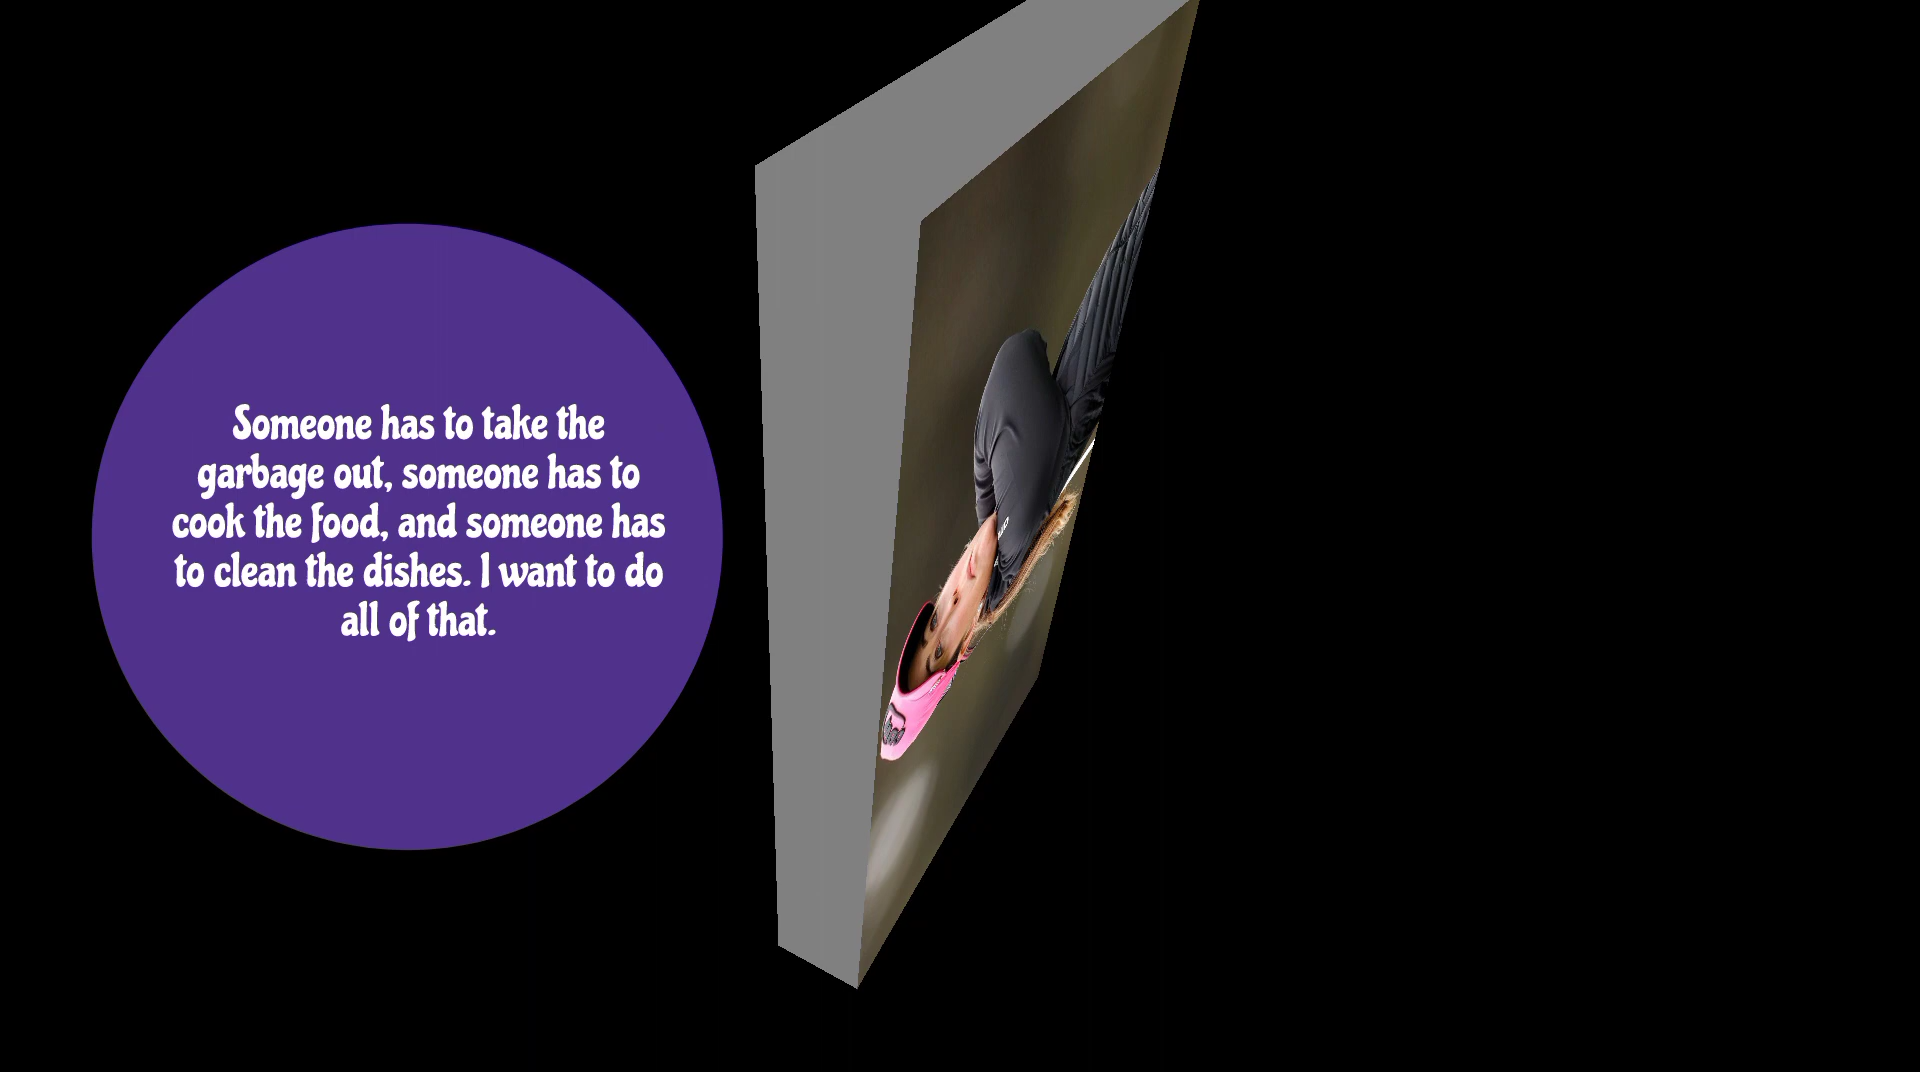 Someone has to take the
garbage out, someone has to
cook the food, and someone has
to clean the dishes. I want to do
all of that.